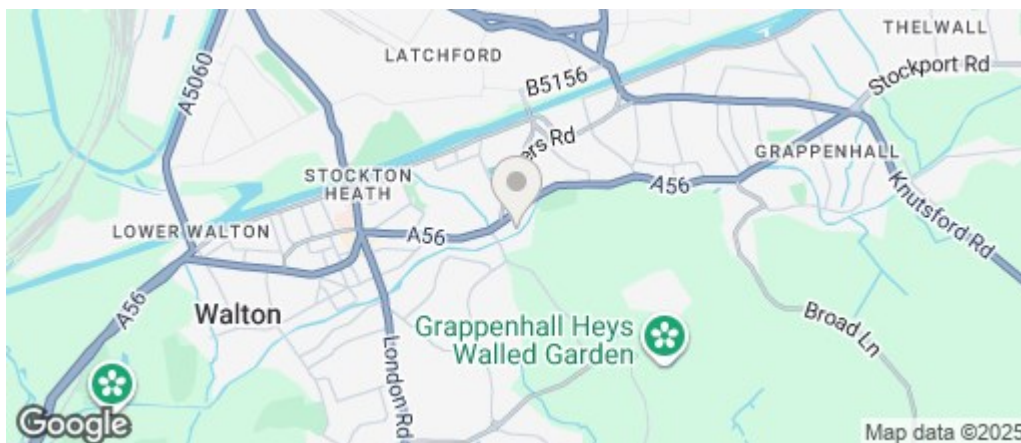 THELWALL
LATCHFORD
Stockport Rd
A5060
B5156
ers Rd
GRAPPENHALL
STOCKTON
HEATH
A56
Knutsford Rd
LOWER WALTON
A56
A56
Walton
Grappenhall Heys
Walled Garden
Broad Ln
London Rd
Google
Map data ©2025